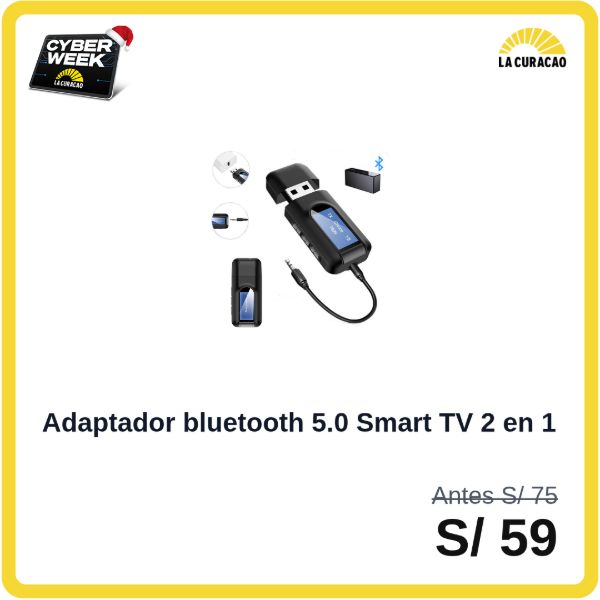 CYBER
WEEK
LA CURACAO
LA CURACAO
Adaptador bluetooth 5.0 Smart TV 2 en 1
Antes S/ 75
S/ 59